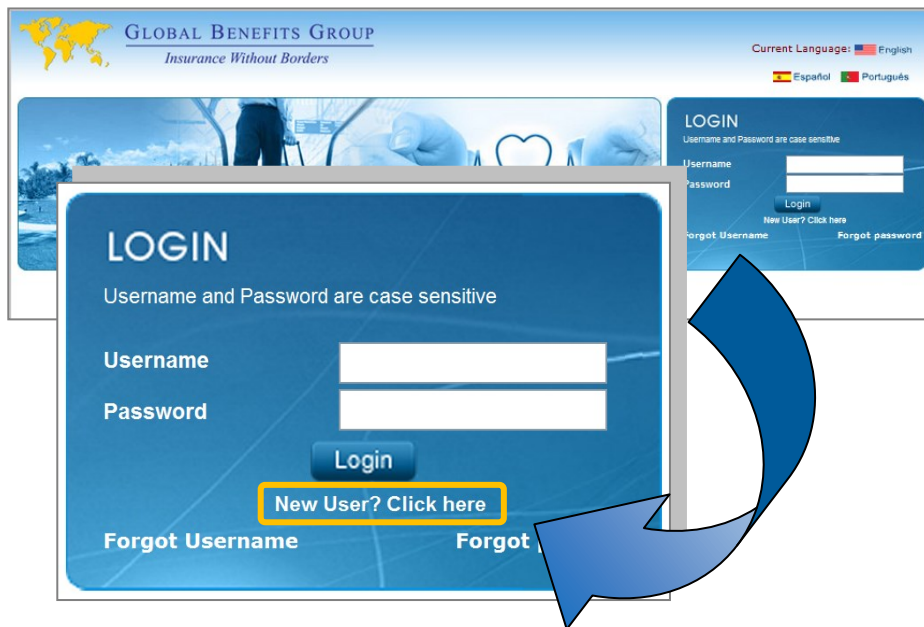 GLOBAL BENEFITS GROUP
Insurance Without Borders
Current Language: English
Español Português
LOGIN
Username and Password are case sensitive
Username
Password
Login
New User? Click here
Forgot Username Forgot password
LOGIN
Username and Password are case sensitive
Username
Password
Login
New User? Click here
Forgot Username Forgot